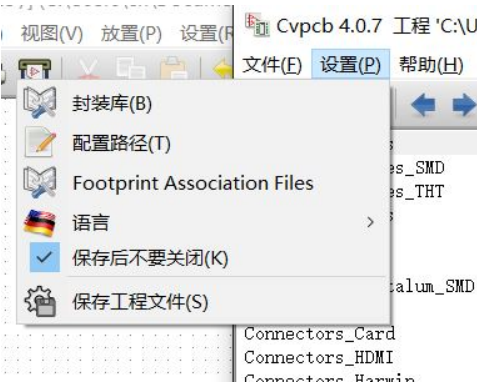 视图(V) 放置(P) 设置(R
Cvpcb 4.0.7 工程 'C:\U
文件(F) 设置(P) 帮助(H)
封装库(B)
配置路径(T)
Footprint Association Files
语言
保存后不要关闭(K)
保存工程文件(S)
es_SMD
es_THT
alum_SMD
Connectors_Card
Connectors_HDMI
Connectors_Harwin